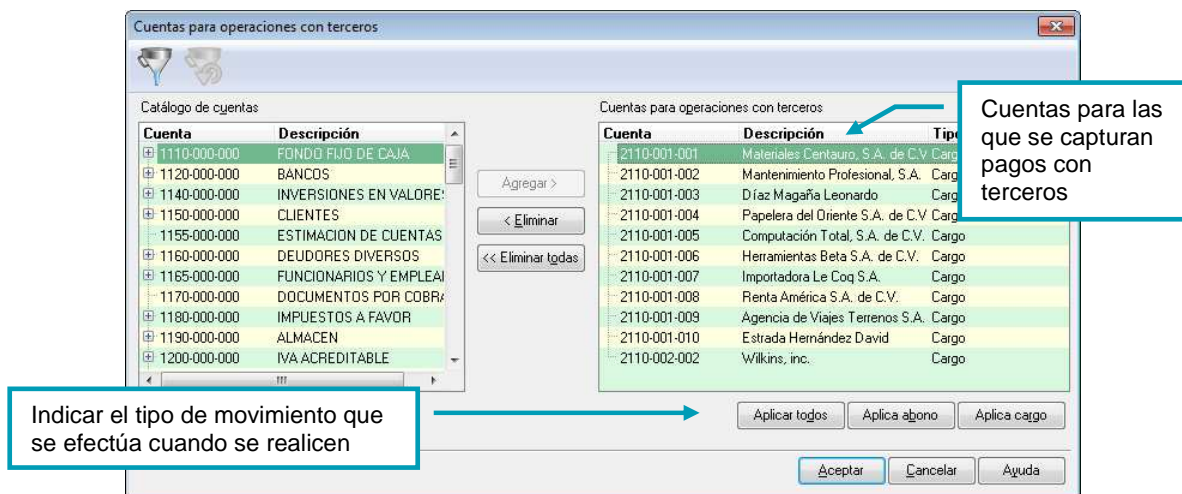 Cuentas para operaciones con terceros
Catálogo de cuentas
Cuenta Descripción
1110-000-000 FONDO FIJO DE CAJA
1120-000-000 BANCOS
1140-000-000 INVERSIONES EN VALORE
1150-000-000 CLIENTES
1155-000-000 ESTIMACION DE CUENTAS
1160-000-000 DEUDORES DIVERSOS
1165-000-000 FUNCIONARIOS Y EMPLEA
1170-000-000 DOCUMENTOS POR COBRA
1180-000-000 IMPUESTOS A FAVOR
1190-000-000 ALMACEN
1200-000-000 IVA ACREDITABLE
Agregar >
< Eliminar
<< Eliminar todas
Cuentas para operaciones con terceros
Cuenta Descripción Tipo
2110-001-001 Materiales Centauro, S.A. de C.V Carg
2110-001-002 Mantenimiento Profesional, S.A. Carg
2110-001-003 Díaz Magaña Leonardo Carg
2110-001-004 Papelera del Oriente S.A. de C.V Carg
2110-001-005 Computación Total, S.A. de C.V. Cargo
2110-001-006 Herramientas Beta S.A. de C.V. Cargo
2110-001-007 Importadora Le Coq S.A. Cargo
2110-001-008 Renta América S.A. de C.V. Cargo
2110-001-009 Agencia de Viajes Terrenos S.A. Cargo
2110-001-010 Estrada Hernández David Cargo
2110-002-002 Wilkins, inc. Cargo
Cuentas para las
que se capturan
pagos con
terceros
Indicar el tipo de movimiento que
se efectúa cuando se realicen
Aplicar todos Aplica abono Aplica cargo
Aceptar Cancelar Ayuda